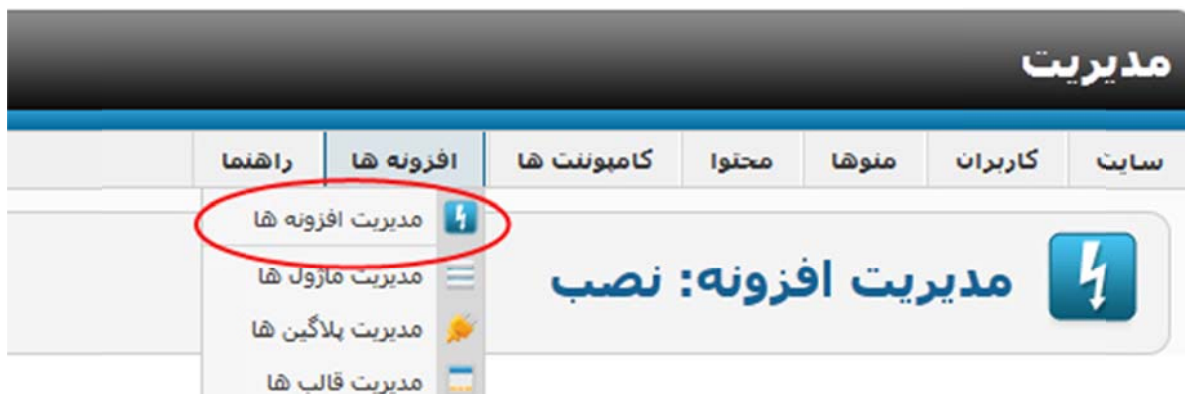 مدیریت
سایت کاربران منوها محتوا کامپوننت ها افزونه ها راهنما
مدیریت افزونه ها
مدیریت ماژول ها
مدیریت پلاگین ها
مدیریت قالب ها
مدیریت افزونه: نصب